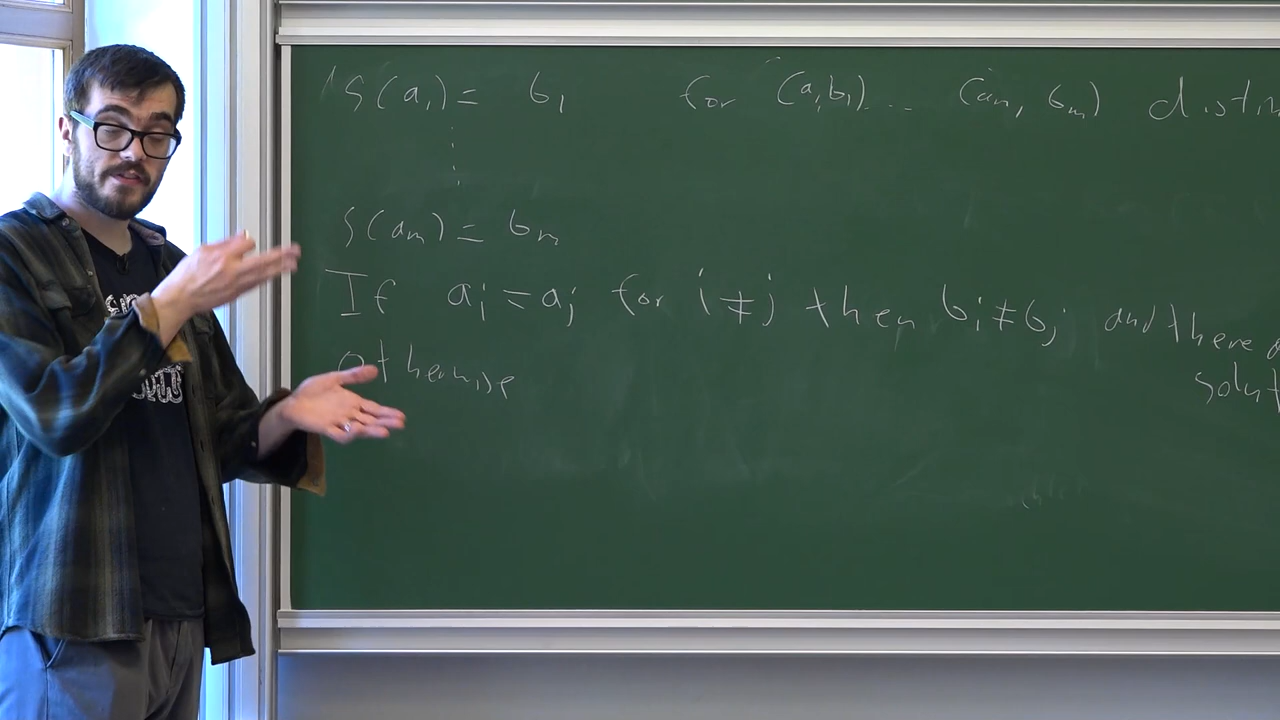 S(a₁) = b₁ for (a₁,b₁) ... (aₘ, bₘ) distin
⋮
S(aₘ) = bₘ
If aᵢ = aⱼ for i ≠ j then bᵢ ≠ bⱼ and there
Otherwise solut